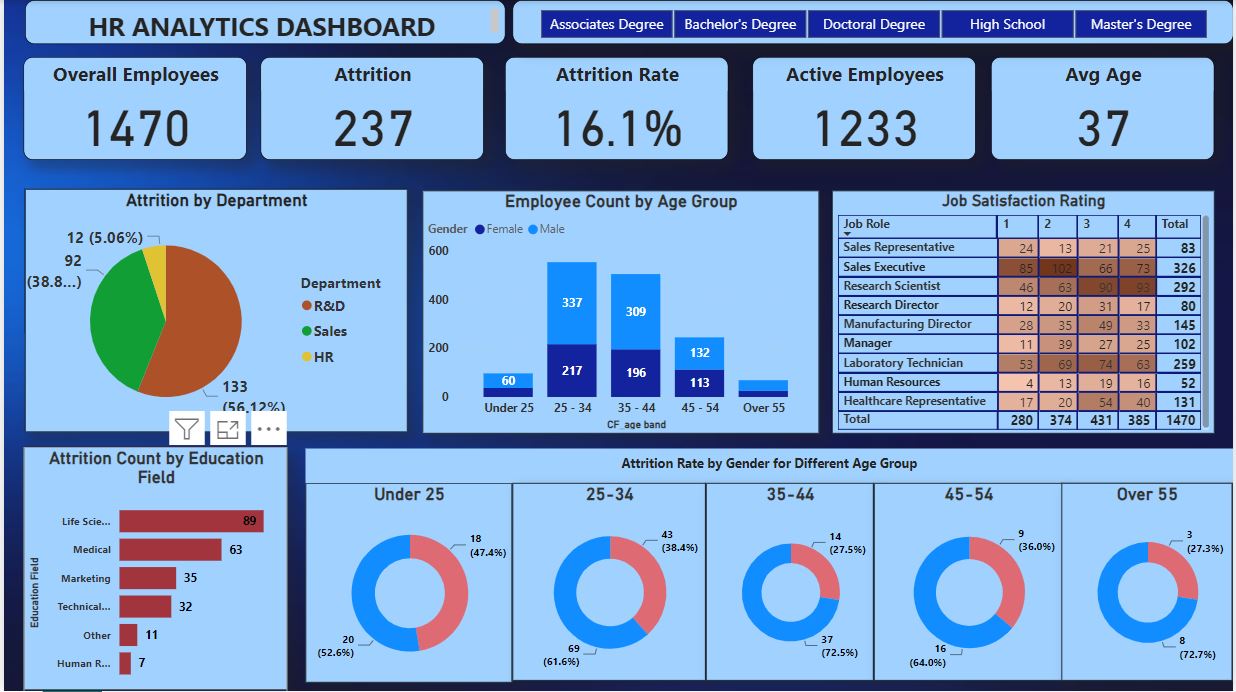 HR ANALYTICS DASHBOARD
Associates Degree Bachelor's Degree Doctoral Degree High School Master's Degree
Overall Employees
1470
Attrition
237
Attrition Rate
16.1%
Active Employees
1233
Avg Age
37
Attrition by Department
12 (5.06%)
92
(38.8...)
133
(56.12%)
Department
R&D
Sales
HR
Employee Count by Age Group
Gender Female Male
600
400
200
0
60
337
217
309
196
132
113
Under 25 25 - 34 35 - 44 45 - 54 Over 55
CF_age band
Job Satisfaction Rating
Job Role 1 2 3 4 Total
Sales Representative 24 13 21 25 83
Sales Executive 85 102 66 73 326
Research Scientist 46 63 90 93 292
Research Director 12 20 31 17 80
Manufacturing Director 28 35 49 33 145
Manager 11 39 27 25 102
Laboratory Technician 53 69 74 63 259
Human Resources 4 13 19 16 52
Healthcare Representative 17 20 54 40 131
Total 280 374 431 385 1470
Attrition Count by Education
Field
Education Field
Life Scie... 89
Medical 63
Marketing 35
Technical... 32
Other 11
Human R... 7
Attrition Rate by Gender for Different Age Group
Under 25
18
(47.4%)
20
(52.6%)
25-34
43
(38.4%)
69
(61.6%)
35-44
14
(27.5%)
37
(72.5%)
45-54
9
(36.0%)
16
(64.0%)
Over 55
3
(27.3%)
8
(72.7%)